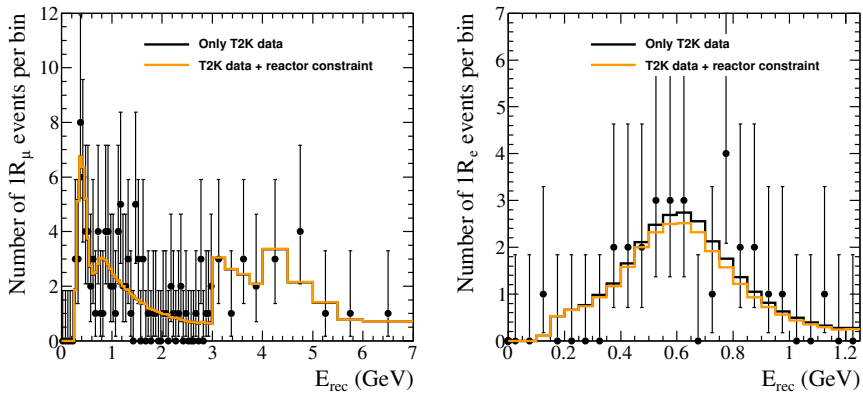 Number of 1Rμ events per bin
12
10
8
6
4
2
0
Only T2K data
T2K data + reactor constraint
0 1 2 3 4 5 6 7
E_rec (GeV)
Number of 1R_e events per bin
7
6
5
4
3
2
1
0
Only T2K data
T2K data + reactor constraint
0 0.2 0.4 0.6 0.8 1 1.2
E_rec (GeV)